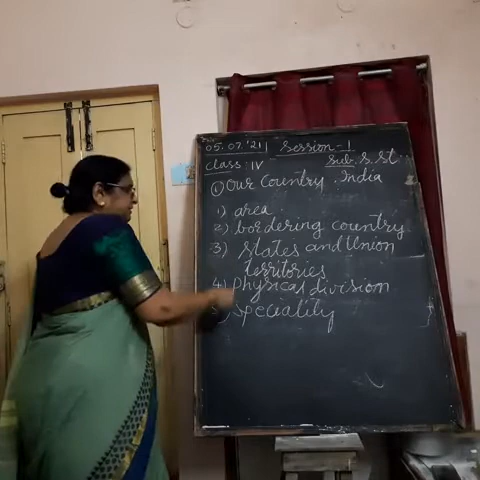 05.07.'21 Session-1
Class: IV Sub. S.St.
① Our Country : India
1) area
2) bordering country
3) States and Union
territories
4) Physical division
5) Speciality